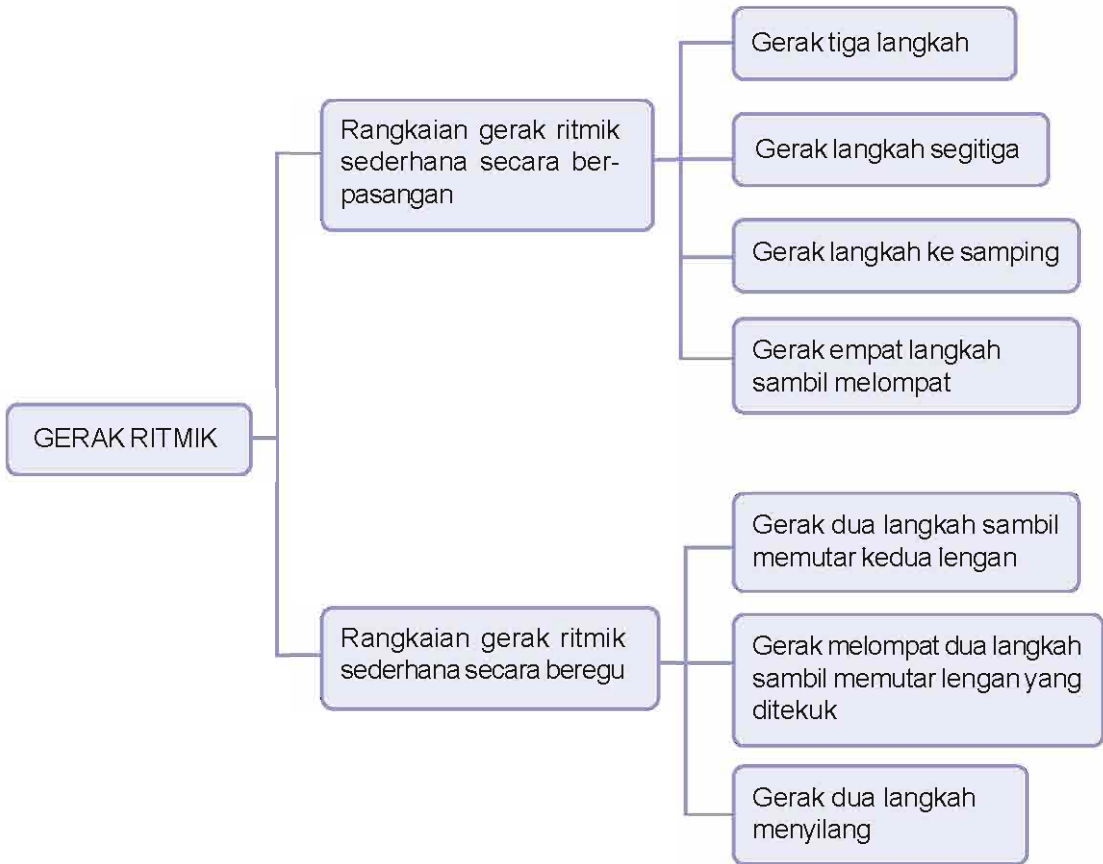 GERAK RITMIK
Rangkaian gerak ritmik
sederhana secara ber-
pasangan
Gerak tiga langkah
Gerak langkah segitiga
Gerak langkah ke samping
Gerak empat langkah
sambil melompat
Rangkaian gerak ritmik
sederhana secara beregu
Gerak dua langkah sambil
memutar kedua lengan
Gerak melompat dua langkah
sambil memutar lengan yang
ditekuk
Gerak dua langkah
menyilang